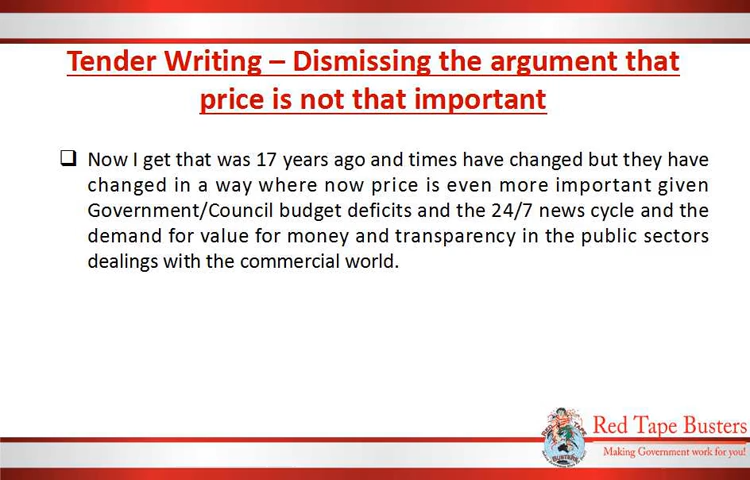 Tender Writing – Dismissing the argument that
price is not that important
Now I get that was 17 years ago and times have changed but they have
changed in a way where now price is even more important given
Government/Council budget deficits and the 24/7 news cycle and the
demand for value for money and transparency in the public sectors
dealings with the commercial world.
RED TAPE
BUSTERS
Red Tape Busters
Making Government work for you!